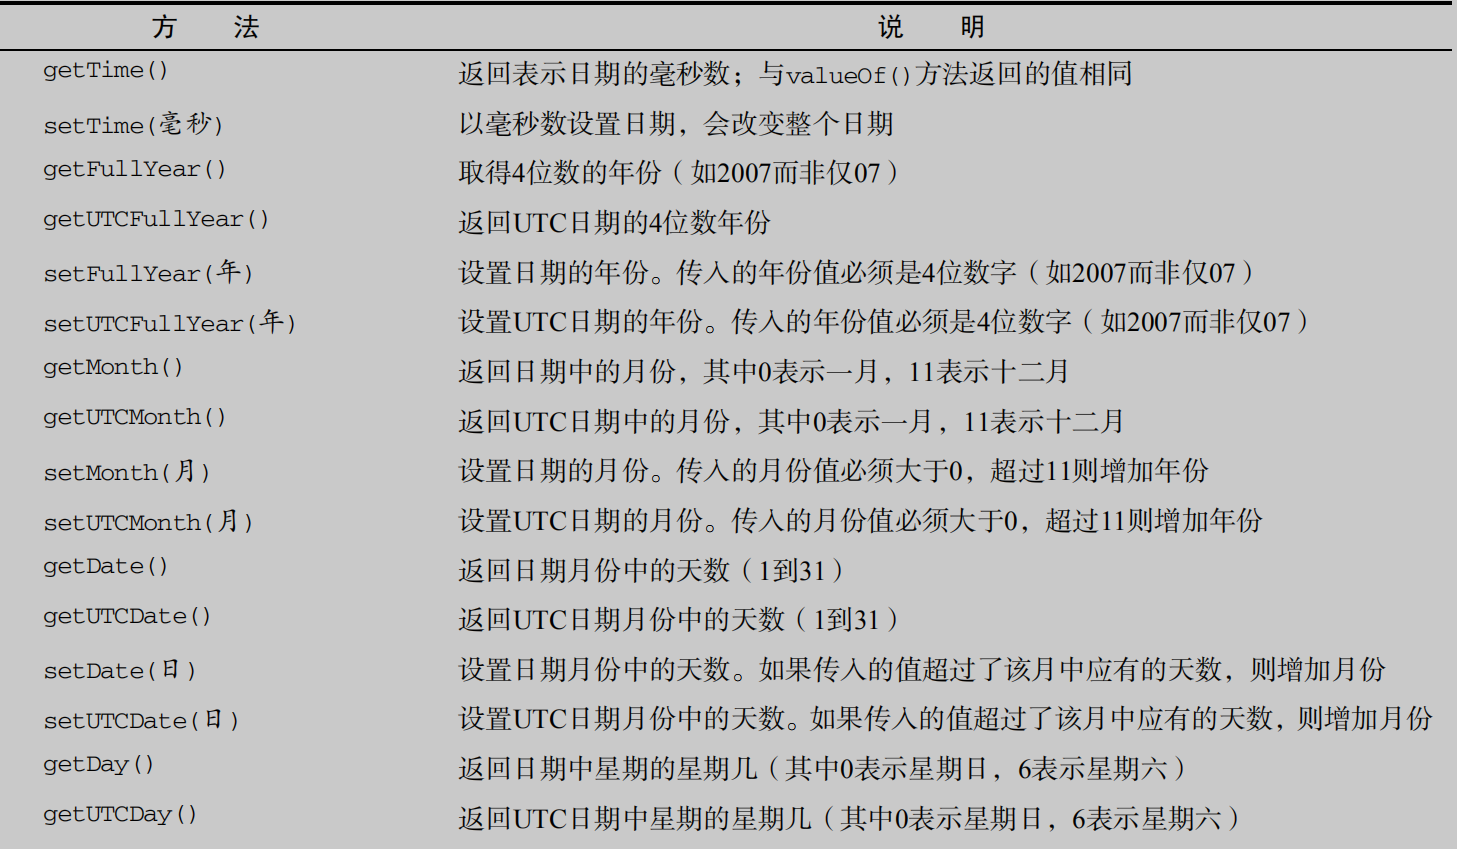 方 法 说 明
getTime() 返回表示日期的毫秒数；与valueOf()方法返回的值相同
setTime(毫秒) 以毫秒数设置日期，会改变整个日期
getFullYear() 取得4位数的年份（如2007而非仅07）
getUTCFullYear() 返回UTC日期的4位数年份
setFullYear(年) 设置日期的年份。传入的年份值必须是4位数字（如2007而非仅07）
setUTCFullYear(年) 设置UTC日期的年份。传入的年份值必须是4位数字（如2007而非仅07）
getMonth() 返回日期中的月份，其中0表示一月，11表示十二月
getUTCMonth() 返回UTC日期中的月份，其中0表示一月，11表示十二月
setMonth(月) 设置日期的月份。传入的月份值必须大于0，超过11则增加年份
setUTCMonth(月) 设置UTC日期的月份。传入的月份值必须大于0，超过11则增加年份
getDate() 返回日期月份中的天数（1到31）
getUTCDate() 返回UTC日期月份中的天数（1到31）
setDate(日) 设置日期月份中的天数。如果传入的值超过了该月中应有的天数，则增加月份
setUTCDate(日) 设置UTC日期月份中的天数。如果传入的值超过了该月中应有的天数，则增加月份
getDay() 返回日期中星期的星期几（其中0表示星期日，6表示星期六）
getUTCDay() 返回UTC日期中星期的星期几（其中0表示星期日，6表示星期六）